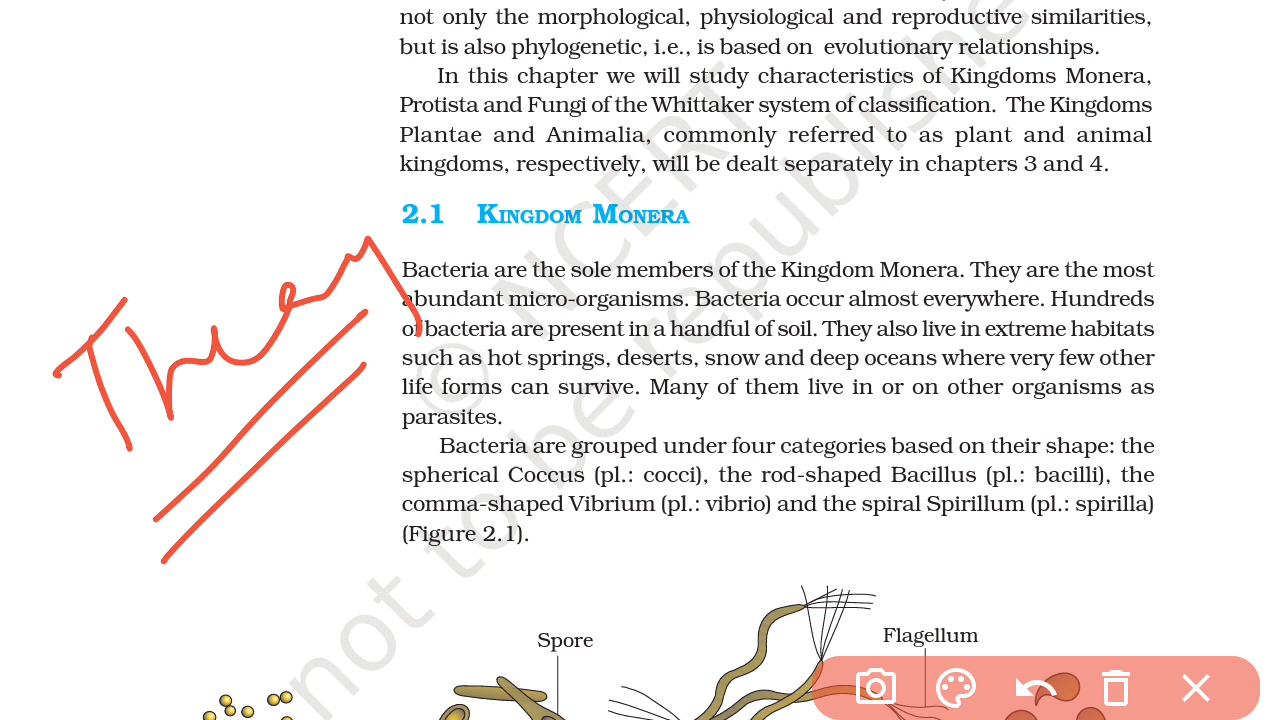 not only the morphological, physiological and reproductive similarities,
but is also phylogenetic, i.e., is based on evolutionary relationships.
In this chapter we will study characteristics of Kingdoms Monera,
Protista and Fungi of the Whittaker system of classification. The Kingdoms
Plantae and Animalia, commonly referred to as plant and animal
kingdoms, respectively, will be dealt separately in chapters 3 and 4.
2.1 KINGDOM MONERA
Bacteria are the sole members of the Kingdom Monera. They are the most
abundant micro-organisms. Bacteria occur almost everywhere. Hundreds
of bacteria are present in a handful of soil. They also live in extreme habitats
such as hot springs, deserts, snow and deep oceans where very few other
life forms can survive. Many of them live in or on other organisms as
parasites.
Bacteria are grouped under four categories based on their shape: the
spherical Coccus (pl.: cocci), the rod-shaped Bacillus (pl.: bacilli), the
comma-shaped Vibrium (pl.: vibrio) and the spiral Spirillum (pl.: spirilla)
(Figure 2.1).
Spore
Flagellum
© NCERT
not to be republishe